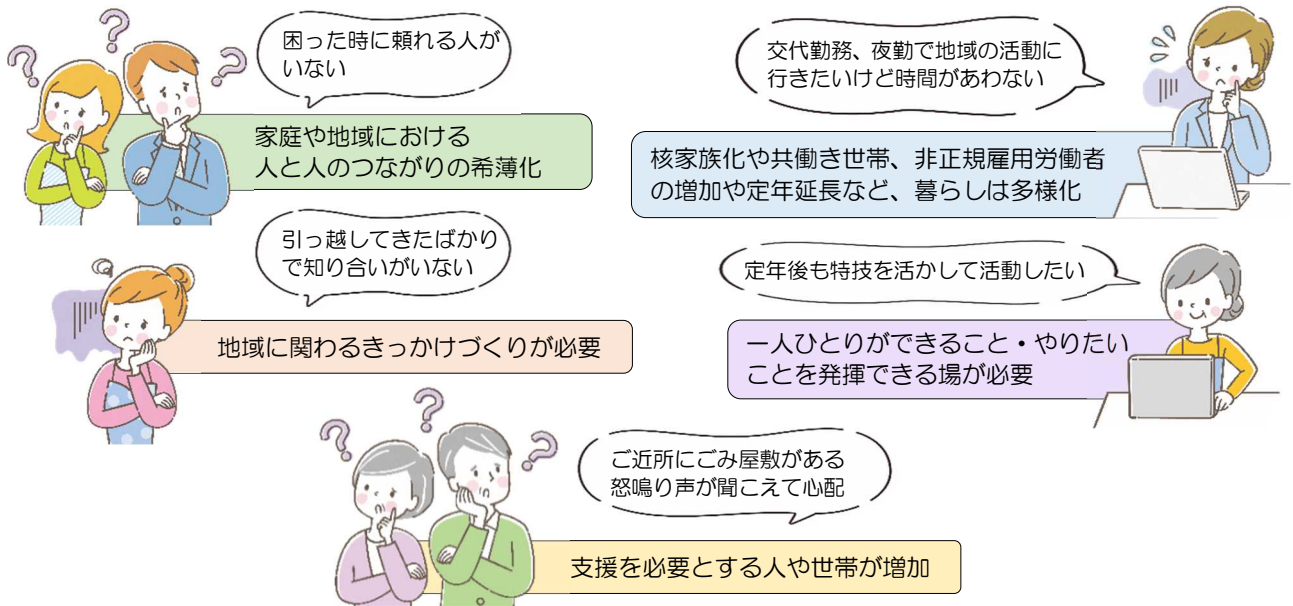 困った時に頼れる人が
いない
家庭や地域における
人と人のつながりの希薄化
交代勤務、夜勤で地域の活動に
行きたいけど時間があわない
核家族化や共働き世帯、非正規雇用労働者
の増加や定年延長など、暮らしは多様化
引っ越してきたばかり
で知り合いがいない
地域に関わるきっかけづくりが必要
定年後も特技を活かして活動したい
一人ひとりができること・やりたい
ことを発揮できる場が必要
ご近所にごみ屋敷がある
怒鳴り声が聞こえて心配
支援を必要とする人や世帯が増加